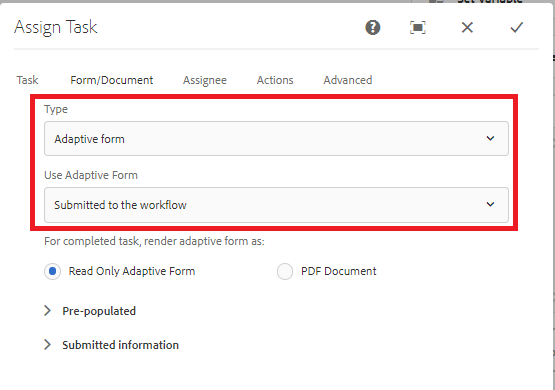 Set Variable
Assign Task
Task Form/Document Assignee Actions Advanced
Type
Adaptive form
Use Adaptive Form
Submitted to the workflow
For completed task, render adaptive form as:
Read Only Adaptive Form PDF Document
Pre-populated
Submitted information